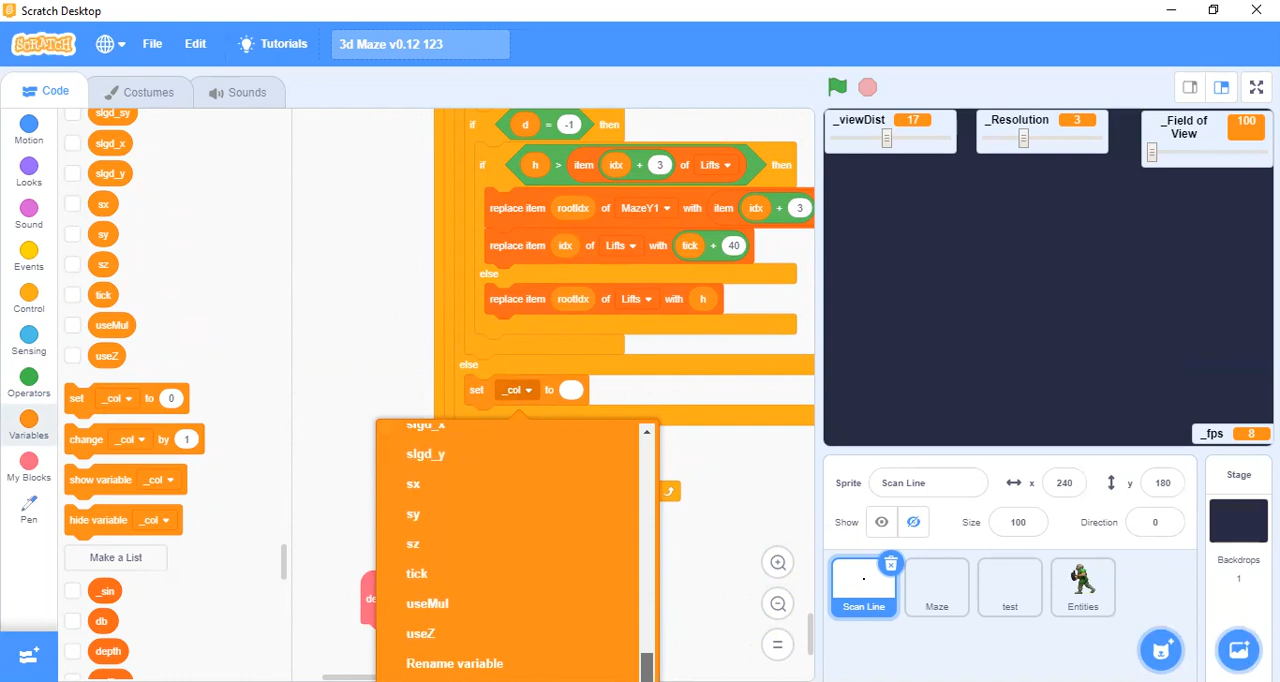 Scratch Desktop
SCRATCH
File
Edit
Tutorials
3d Maze v0.12 123
Code
Costumes
Sounds
Motion
Looks
Sound
Events
Control
Sensing
Operators
Variables
My Blocks
Pen
slgd_sy
slgd_x
slgd_y
sx
sy
sz
tick
useMul
useZ
set _col to 0
change _col by 1
show variable _col
hide variable _col
Make a List
_sin
db
depth
if d = -1 then
if h > item idx + 3 of Lifts then
replace item rootIdx of MazeY1 with item idx + 3
replace item idx of Lifts with tick + 40
else
replace item rootIdx of Lifts with h
else
set _col to
slgd_x
slgd_y
sx
sy
sz
tick
useMul
useZ
Rename variable
de
_viewDist 17
_Resolution 3
_Field of View 100
_fps 8
Sprite Scan Line x 240 y 180
Show Size 100 Direction 0
Scan Line
Maze
test
Entities
Stage
Backdrops
1